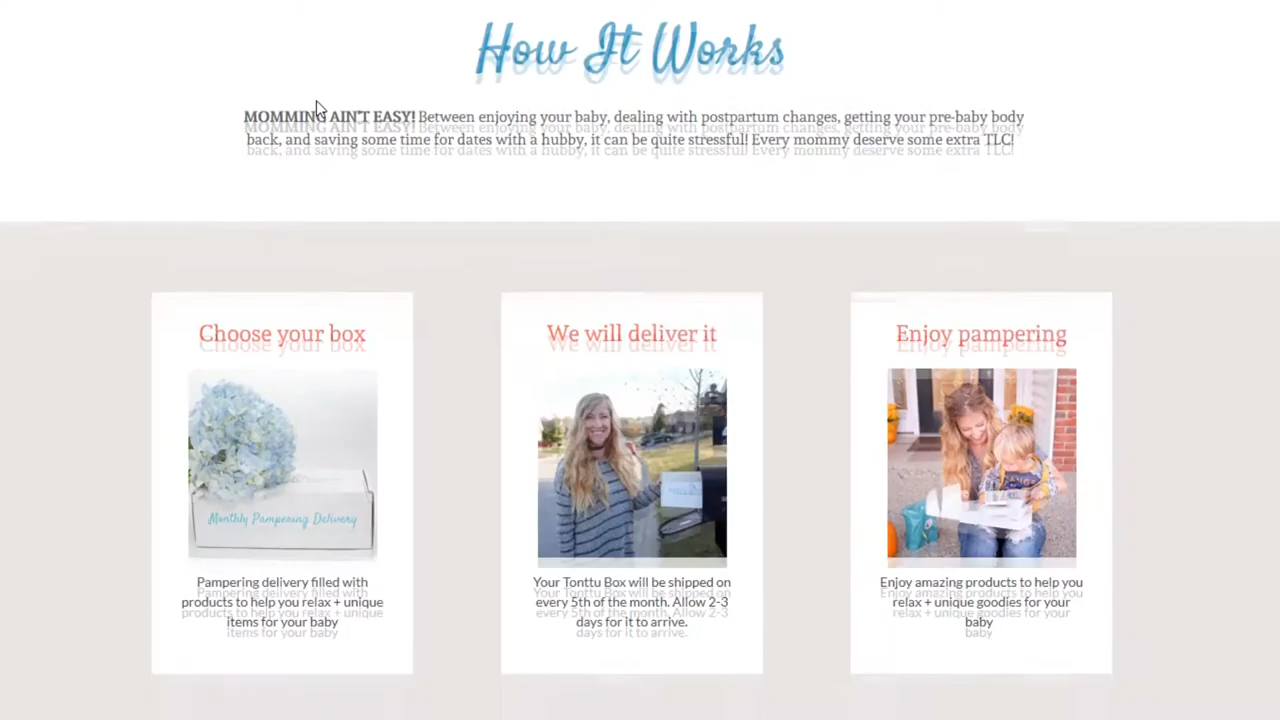 How It Works
MOMMING AIN'T EASY! Between enjoying your baby, dealing with postpartum changes, getting your pre-baby body
back, and saving some time for dates with a hubby, it can be quite stressful! Every mommy deserve some extra TLC!
Choose your box
Monthly Pampering Delivery
Pampering delivery filled with
products to help you relax + unique
items for your baby
We will deliver it
Your Tonttu Box will be shipped on
every 5th of the month. Allow 2-3
days for it to arrive.
Enjoy pampering
Enjoy amazing products to help you
relax + unique goodies for your
baby